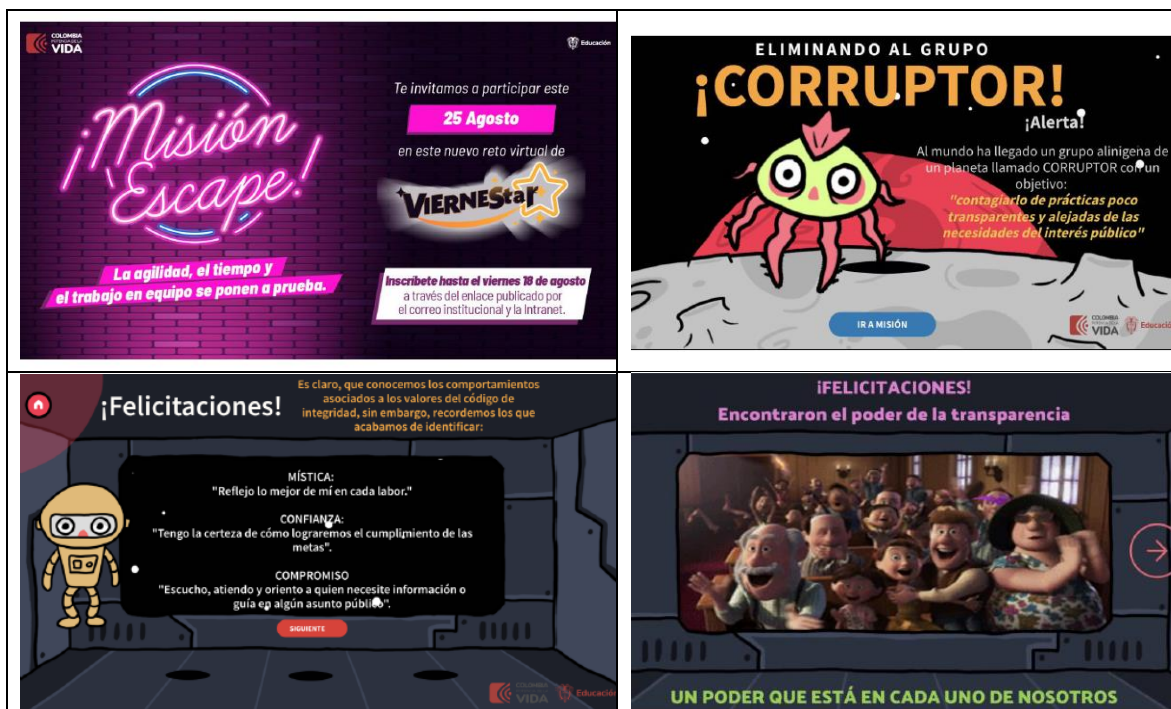 COLOMBIA
POTENCIA DE LA
VIDA
Educación
¡Misión
Escape!
La agilidad, el tiempo y
el trabajo en equipo se ponen a prueba.
Te invitamos a participar este
25 Agosto
en este nuevo reto virtual de
VIERNEStar
Inscríbete hasta el viernes 18 de agosto
a través del enlace publicado por
el correo institucional y la Intranet.
ELIMINANDO AL GRUPO
¡CORRUPTOR!
¡Alerta!
Al mundo ha llegado un grupo alinigena de
un planeta llamado CORRUPTOR con un
objetivo:
"contagiarlo de prácticas poco
transparentes y alejadas de las
necesidades del interés público"
IR A MISIÓN
COLOMBIA
POTENCIA DE LA
VIDA
Educación
¡Felicitaciones!
Es claro, que conocemos los comportamientos
asociados a los valores del código de
integridad, sin embargo, recordemos los que
acabamos de identificar:
MÍSTICA:
"Reflejo lo mejor de mí en cada labor."
CONFIANZA:
"Tengo la certeza de cómo lograremos el cumplimiento de las
metas".
COMPROMISO
"Escucho, atiendo y oriento a quien necesite información o
guía en algún asunto público".
SIGUIENTE
COLOMBIA
POTENCIA DE LA
VIDA
Educación
¡FELICITACIONES!
Encontraron el poder de la transparencia
UN PODER QUE ESTÁ EN CADA UNO DE NOSOTROS